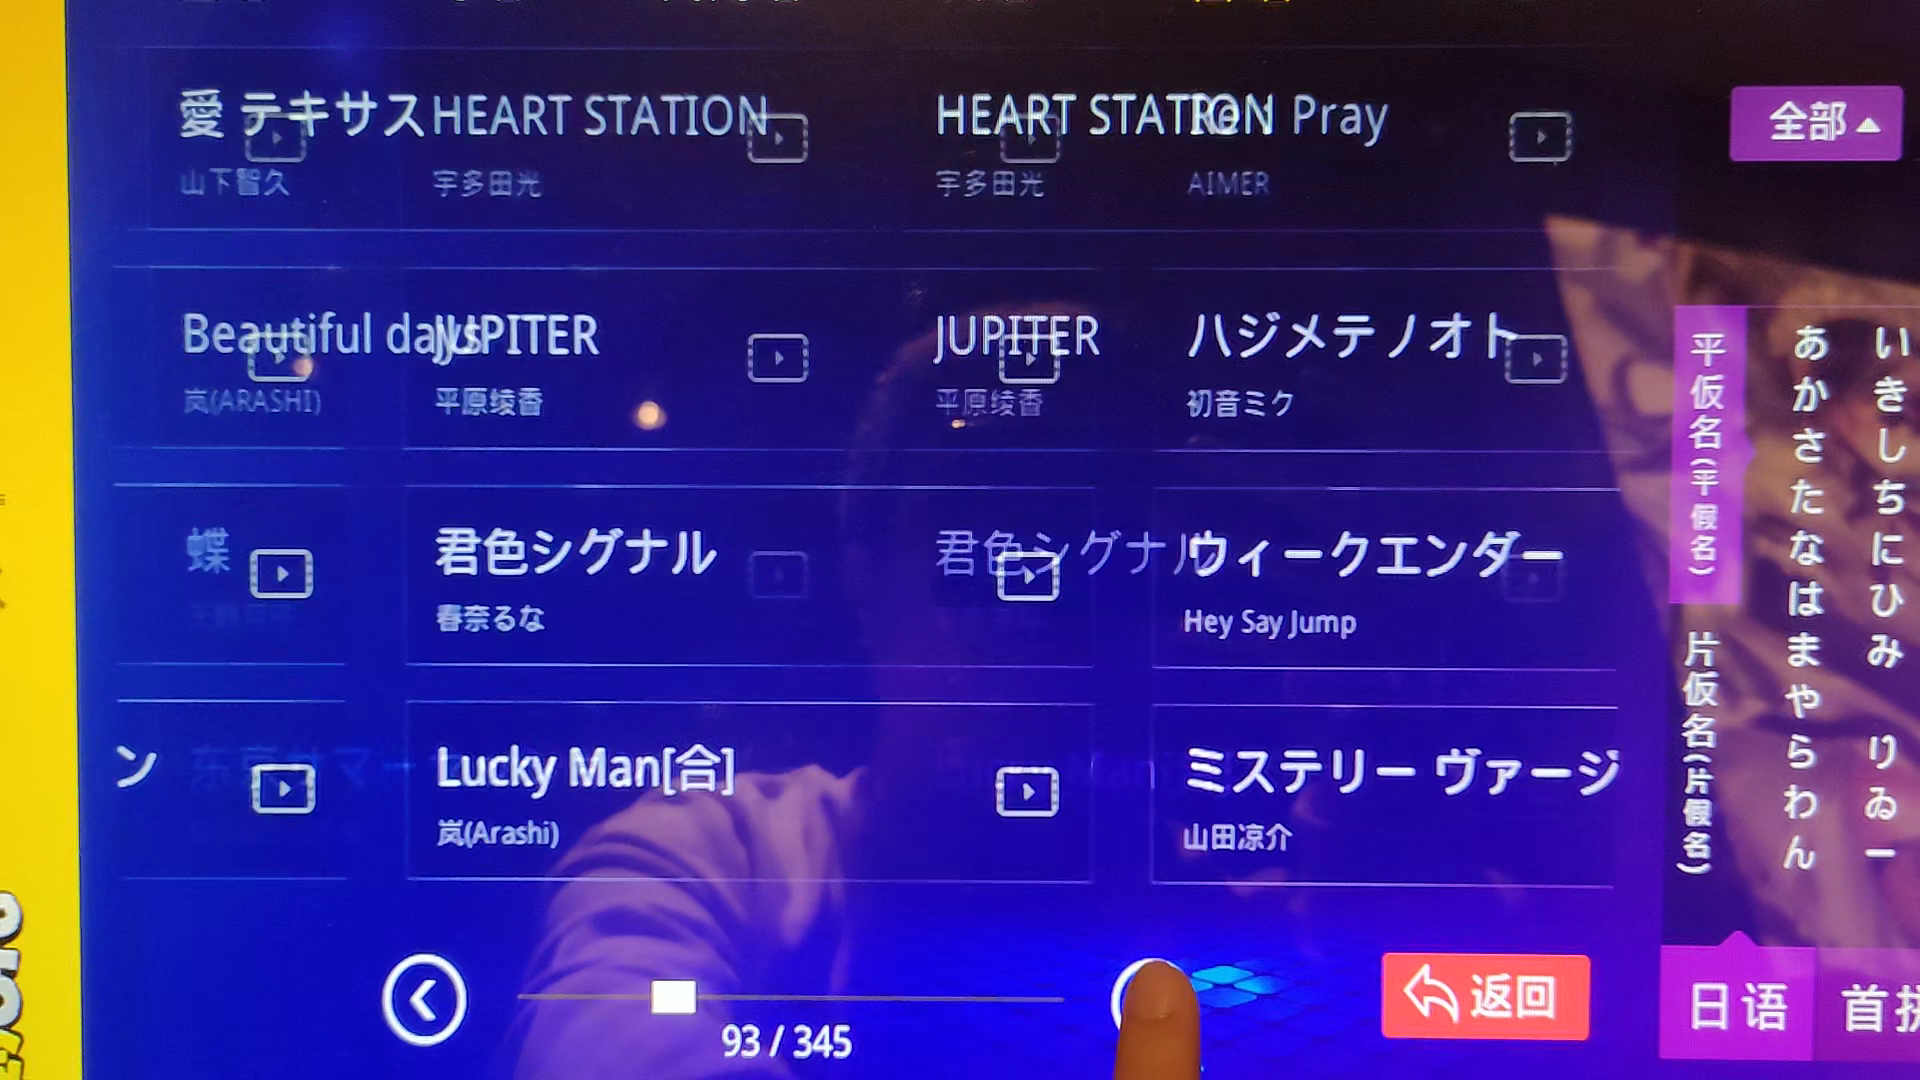 愛 テキサス
山下智久
HEART STATION
宇多田光
HEART STATION
宇多田光
Re:I Pray
AIMER
全部
Beautiful days
岚(ARASHI)
JUPITER
平原绫香
JUPITER
平原绫香
ハジメテノオト
初音ミク
蝶
君色シグナル
春奈るな
君色シグナル
ウィークエンダー
Hey Say Jump
ン
Lucky Man[合]
岚(Arashi)
ミステリー ヴァージ
山田凉介
平仮名(平假名)
片仮名(片假名)
あかさたなはまやらわん
いきしちにひみ りゐー
93 / 345
返回
日语
首拼